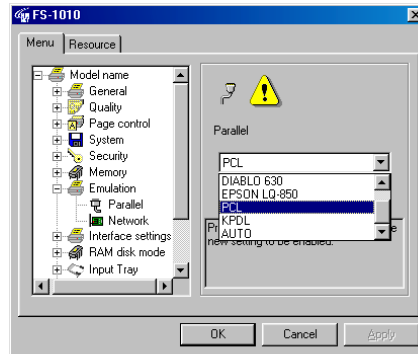 FS-1010
Menu
Resource
Model name
General
Quality
Page control
System
Security
Memory
Emulation
Parallel
Network
Interface settings
RAM disk mode
Input Tray
Parallel
PCL
DIABLO 630
EPSON LQ-850
PCL
KPDL
AUTO
new setting to be enabled.
OK
Cancel
Apply